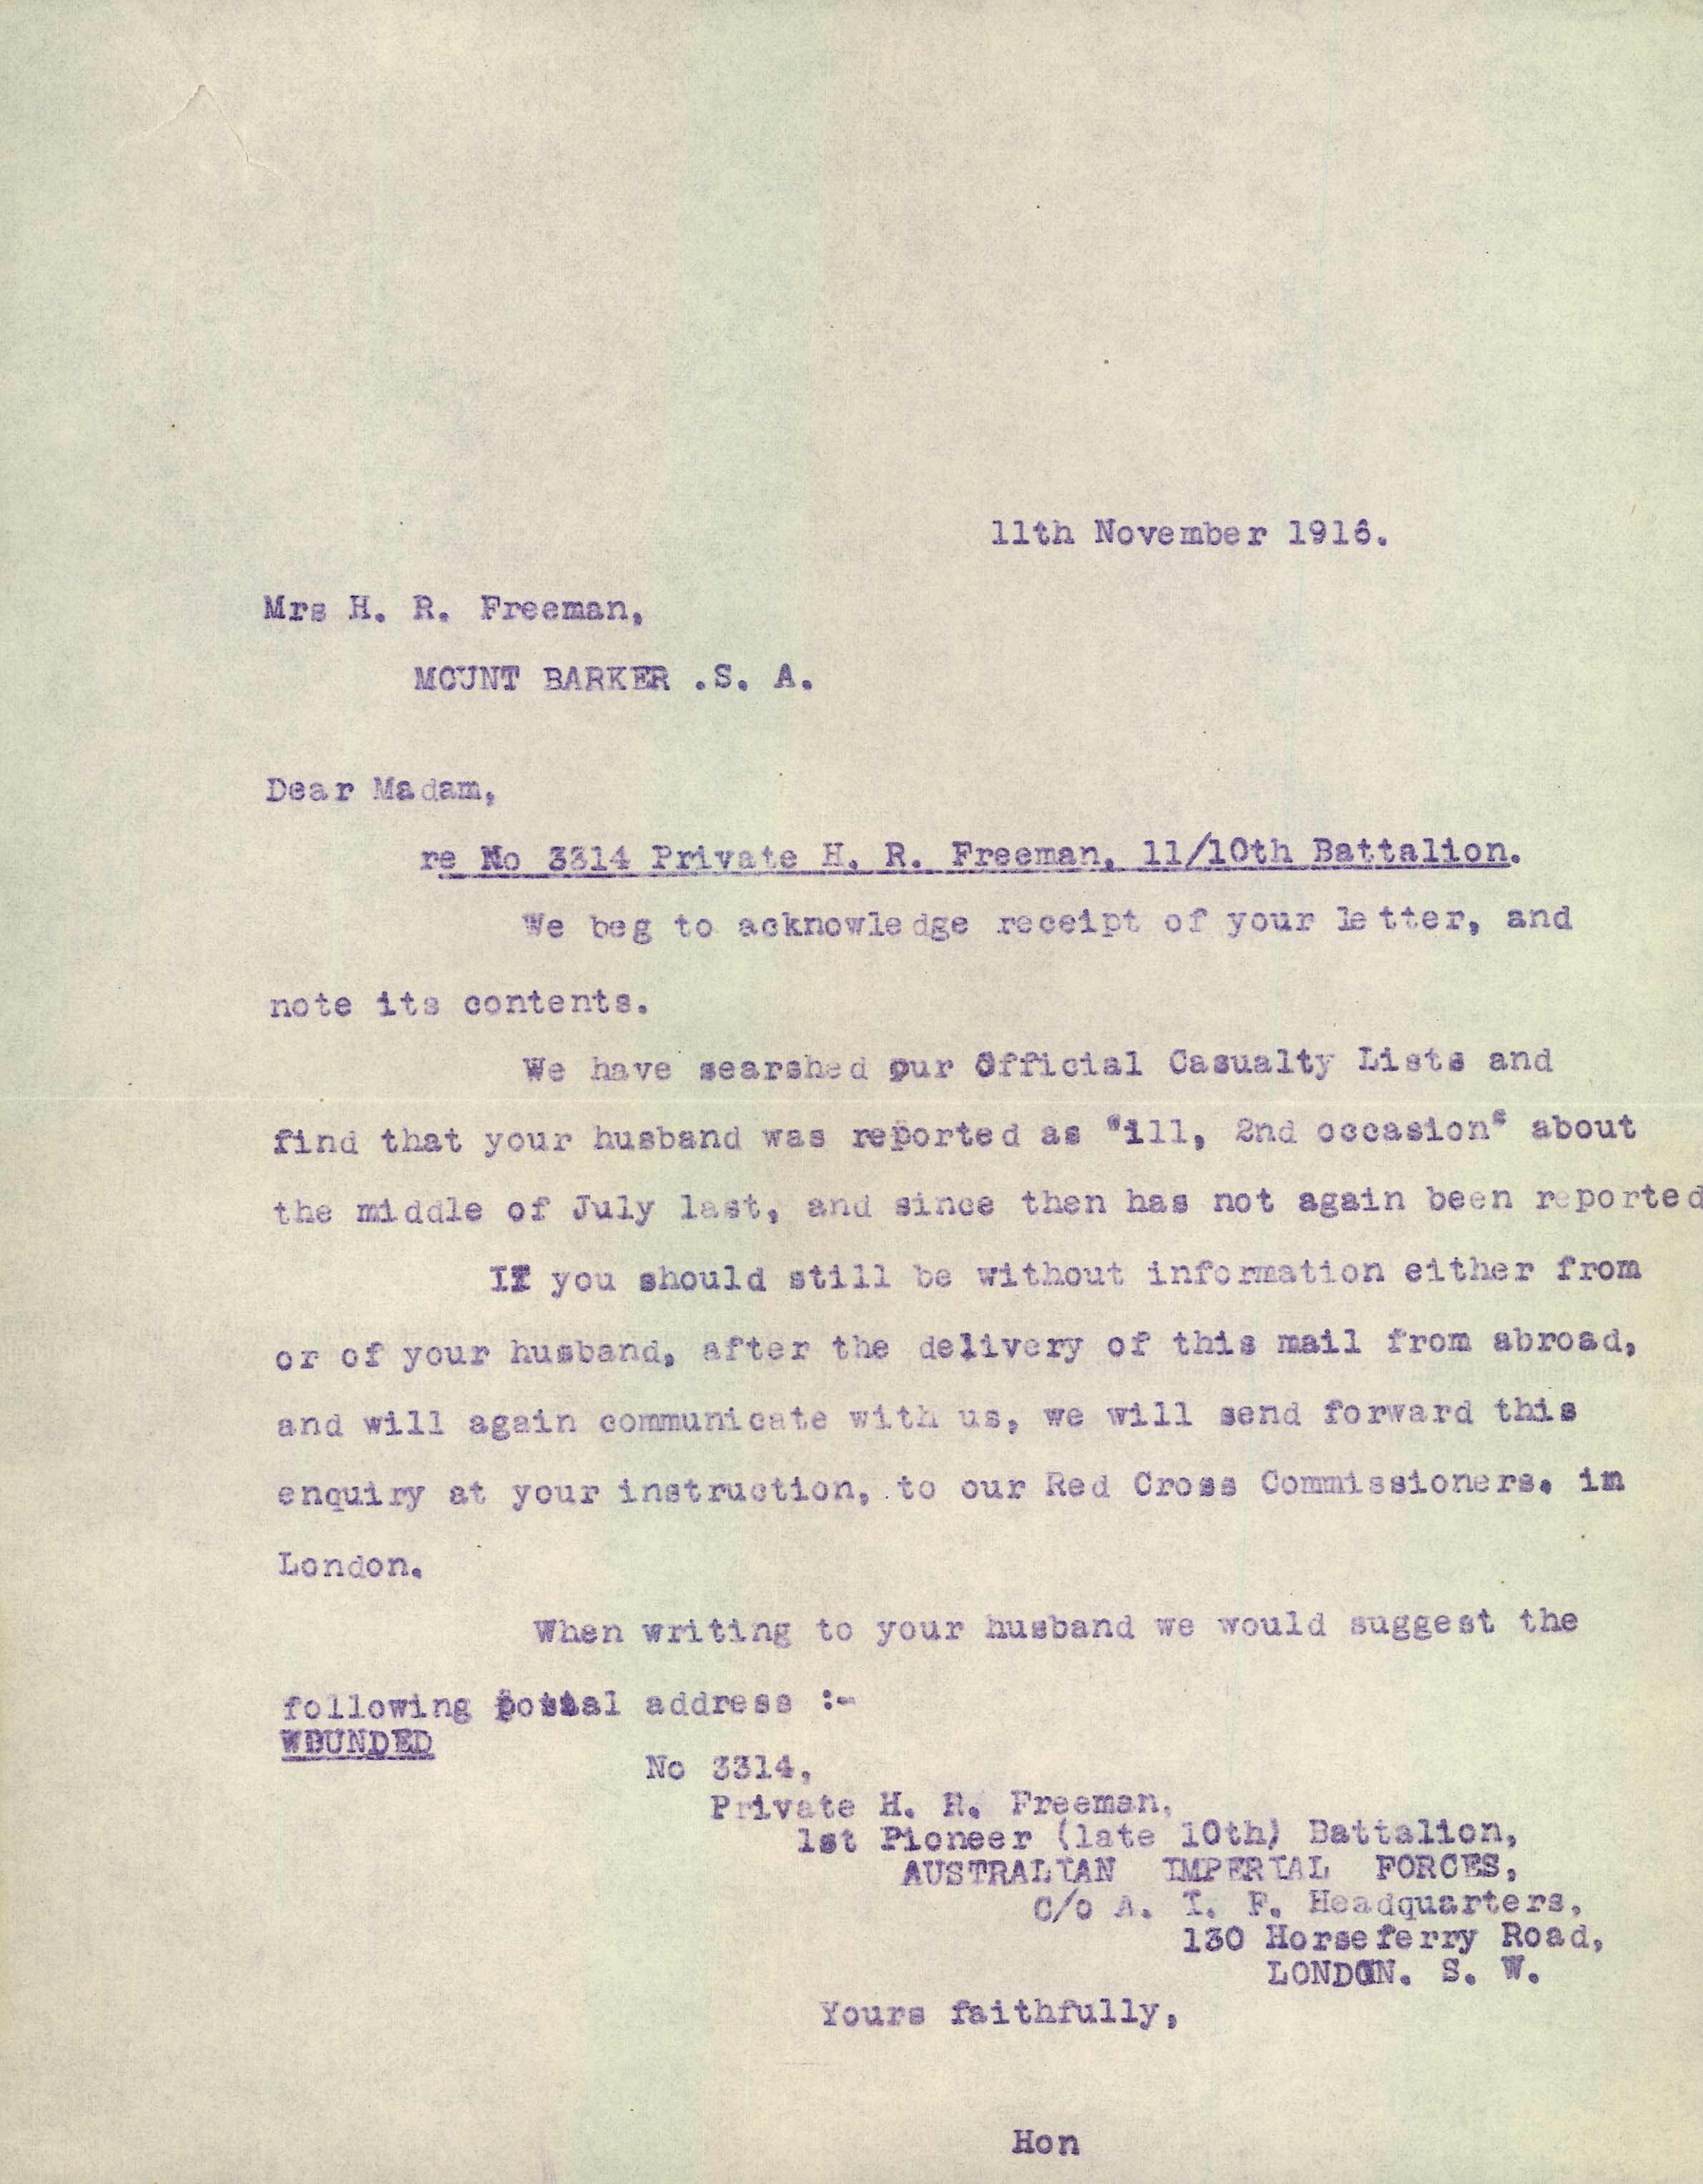 11th November 1916.
Mrs H. R. Freeman,
MOUNT BARKER .S. A.
Dear Madam,
re No 3314 Private H. R. Freeman, 11/10th Battalion.
We beg to acknowledge receipt of your letter, and
note its contents.
We have searshed our Official Casualty Lists and
find that your husband was reported as "ill, 2nd occasion" about
the middle of July last, and since then has not again been reported
If you should still be without information either from
or of your husband, after the delivery of this mail from abroad,
and will again communicate with us, we will send forward this
enquiry at your instruction, to our Red Cross Commissioners. in
London.
When writing to your husband we would suggest the
following postal address :-
WOUNDED
No 3314,
Private H. R. Freeman,
1st Pioneer (late 10th) Battalion,
AUSTRALIAN IMPERIAL FORCES,
C/o A. I. F. Headquarters,
130 Horseferry Road,
LONDON. S. W.
Yours faithfully,
Hon